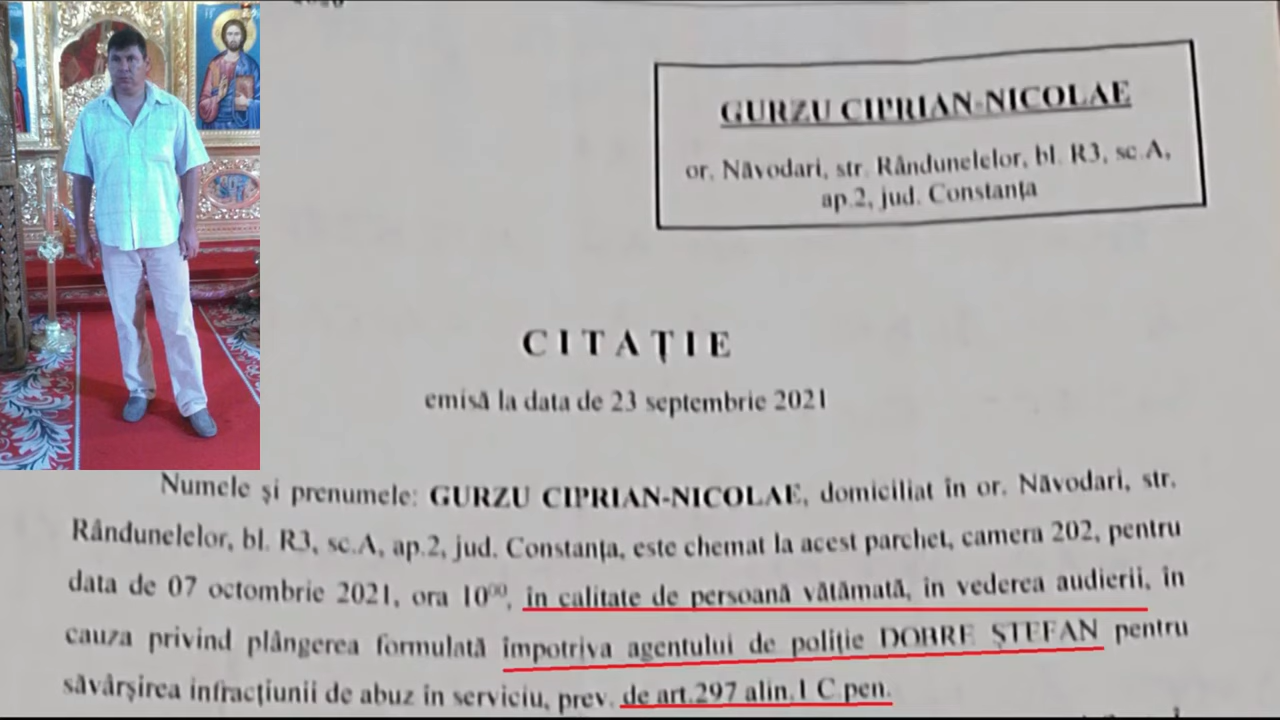 GURZU CIPRIAN-NICOLAE
or. Năvodari, str. Rândunelelor, bl. R3, sc.A,
ap.2, jud. Constanța
CITAȚIE
emisă la data de 23 septembrie 2021
Numele și prenumele: GURZU CIPRIAN-NICOLAE, domiciliat în or. Năvodari, str.
Rândunelelor, bl. R3, sc.A, ap.2, jud. Constanța, este chemat la acest parchet, camera 202, pentru
data de 07 octombrie 2021, ora 10⁰⁰, în calitate de persoană vătămată, în vederea audierii, în
cauza privind plângerea formulată împotriva agentului de poliție DOBRE ȘTEFAN pentru
săvârșirea infracțiunii de abuz în serviciu, prev. de art.297 alin.1 C.pen.